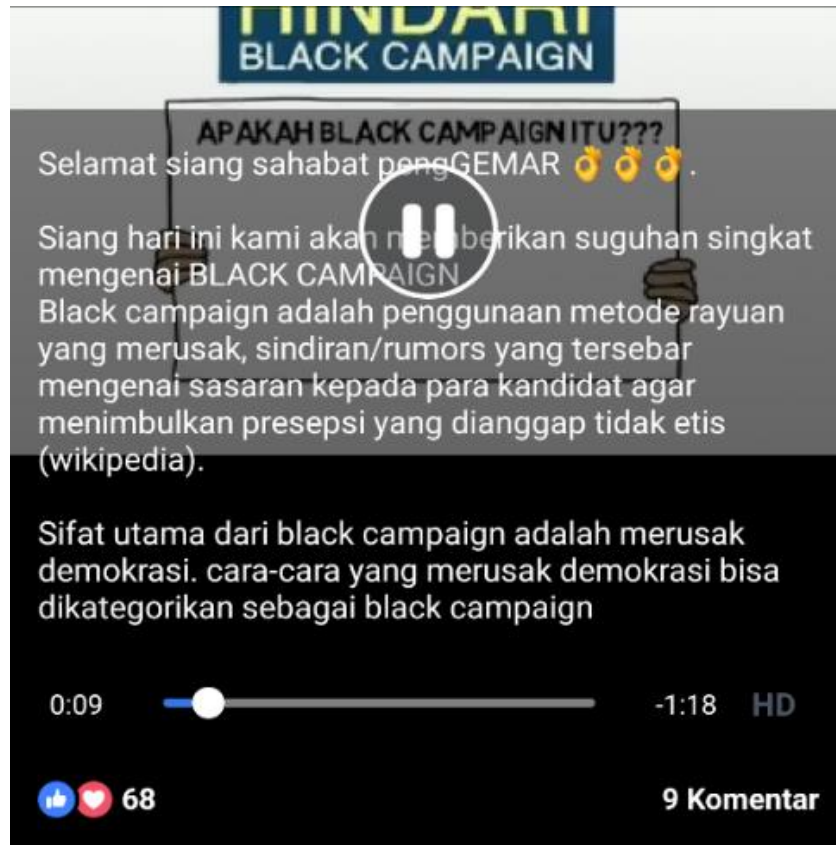 HINDARI
BLACK CAMPAIGN
APAKAH BLACK CAMPAIGN ITU???
Selamat siang sahabat pengGEMAR 👌👌👌.
Siang hari ini kami akan memberikan suguhan singkat
mengenai BLACK CAMPAIGN
Black campaign adalah penggunaan metode rayuan
yang merusak, sindiran/rumors yang tersebar
mengenai sasaran kepada para kandidat agar
menimbulkan presepsi yang dianggap tidak etis
(wikipedia).
Sifat utama dari black campaign adalah merusak
demokrasi. cara-cara yang merusak demokrasi bisa
dikategorikan sebagai black campaign
0:09 -1:18 HD
68 9 Komentar